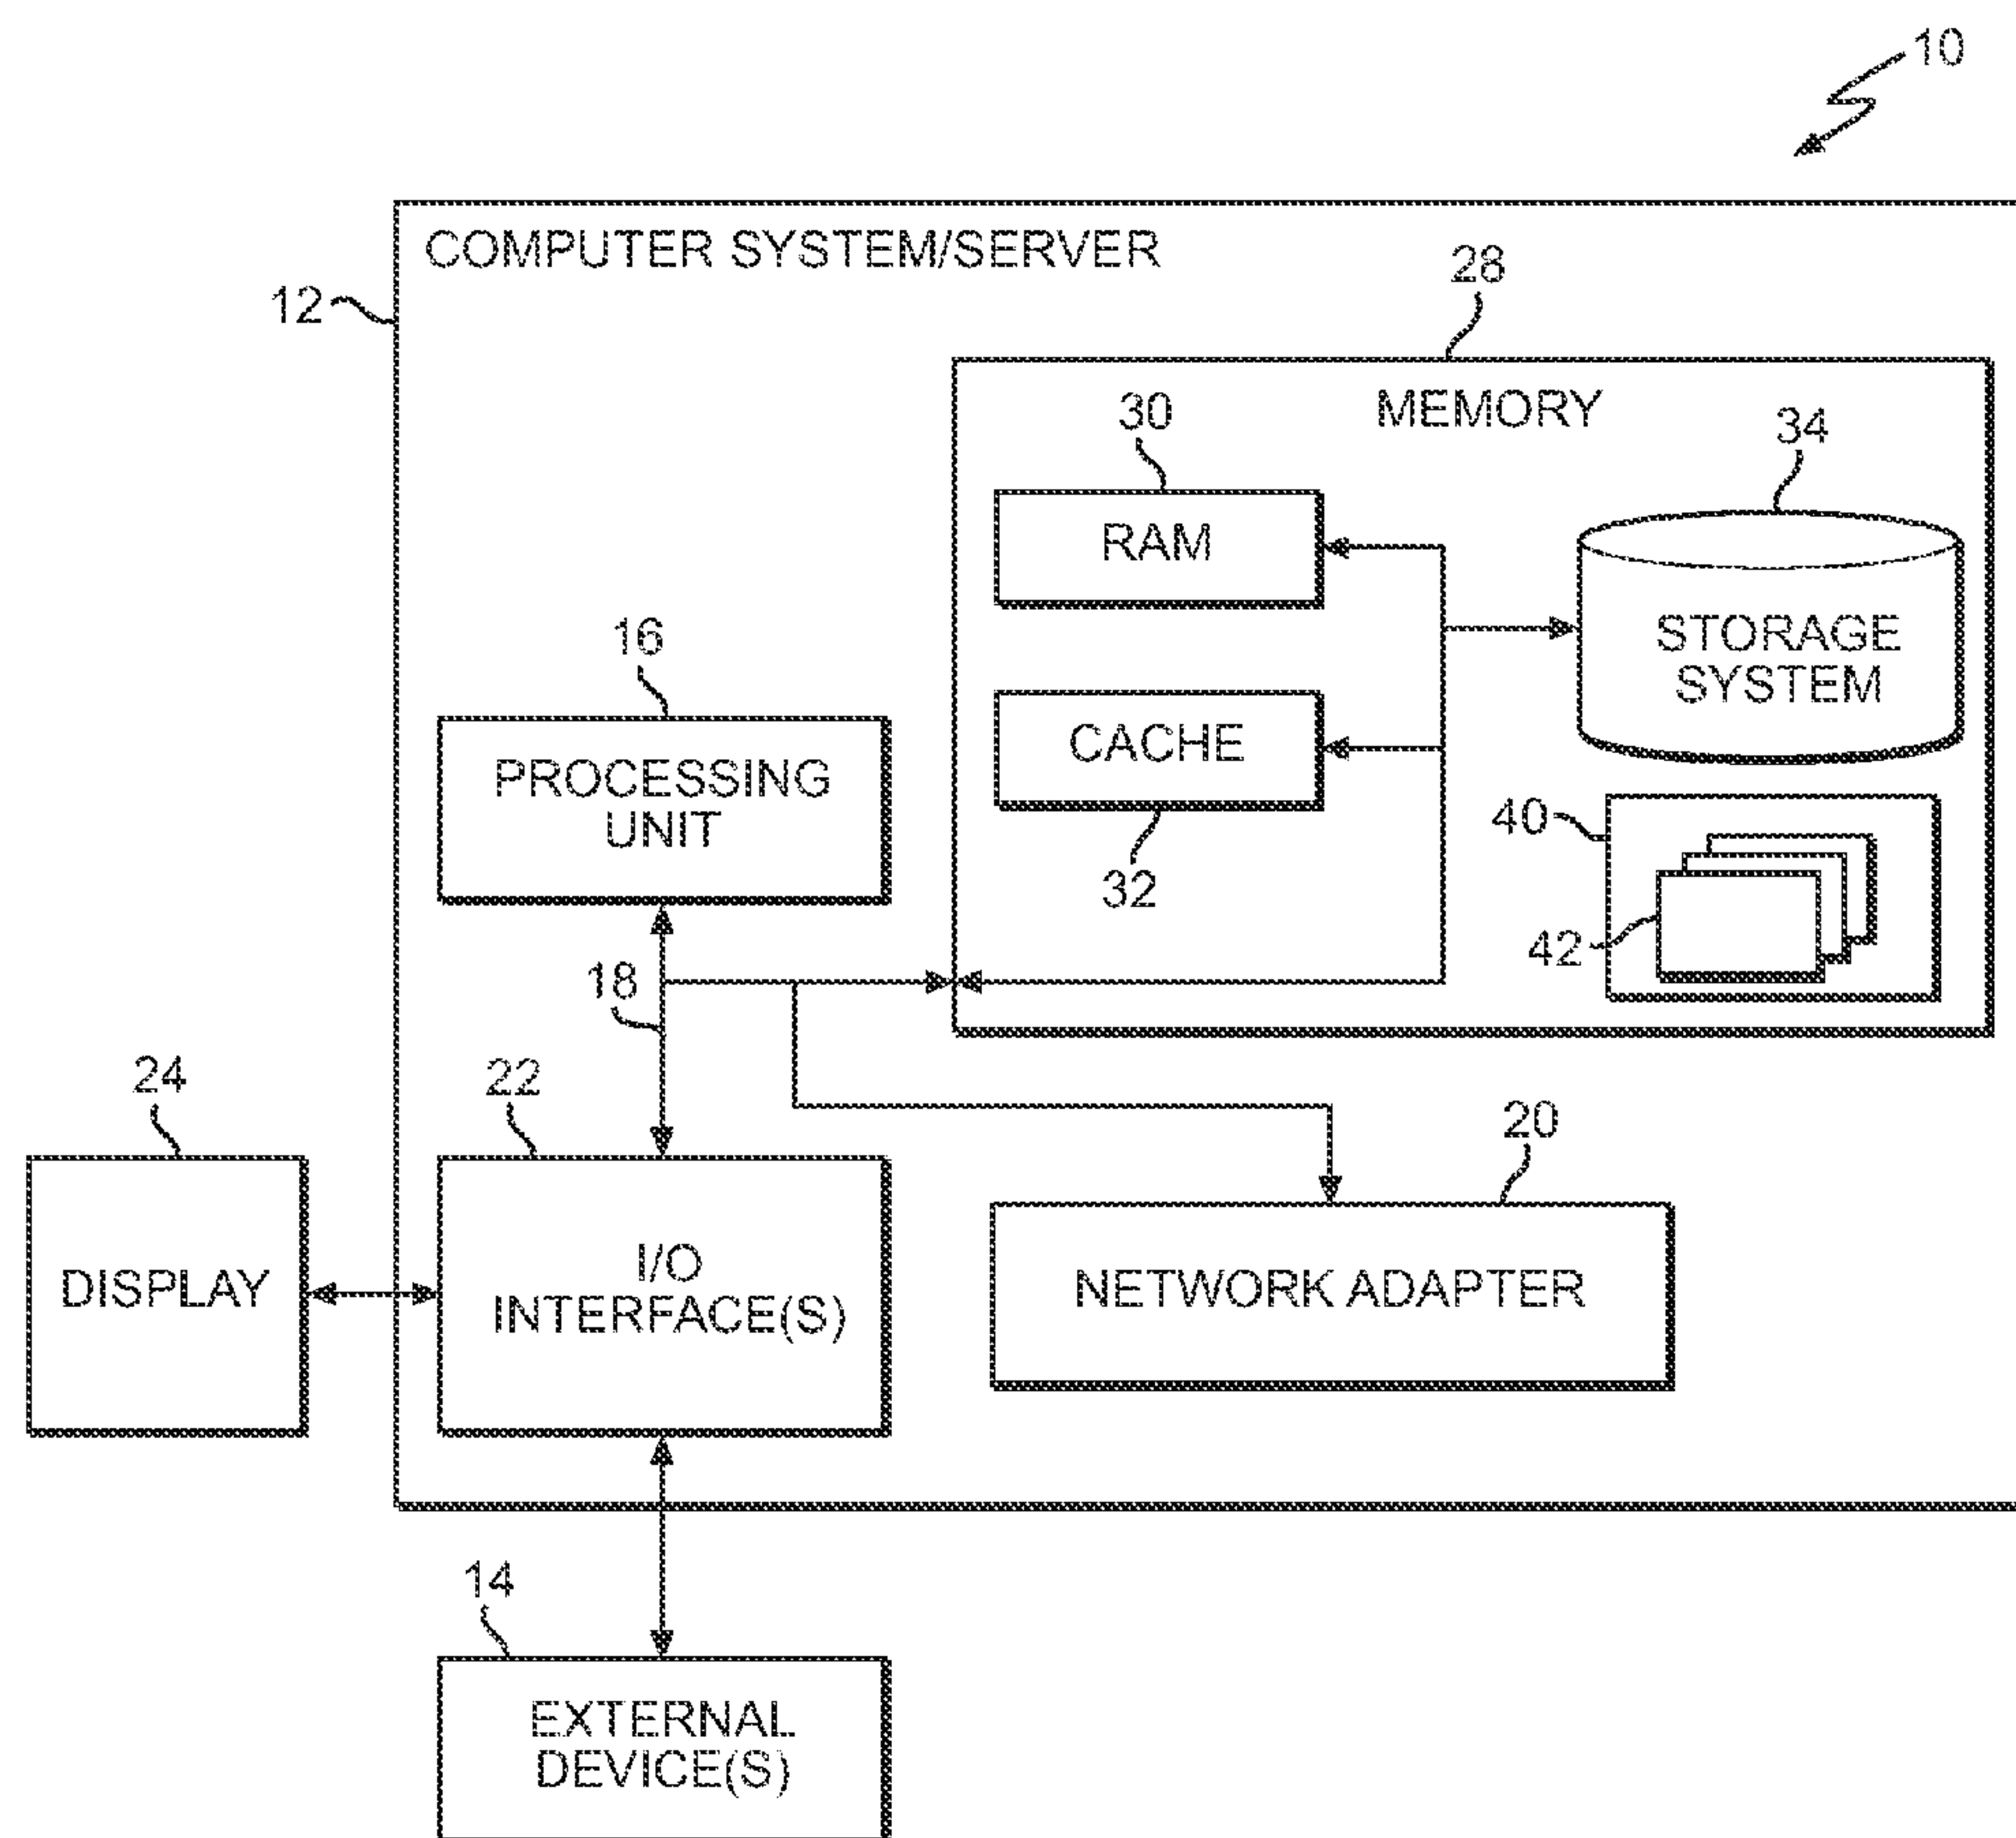 10
COMPUTER SYSTEM/SERVER
12
28
MEMORY
30
34
RAM
STORAGE
SYSTEM
16
CACHE
PROCESSING
UNIT
40
32
42
18
24
22
20
DISPLAY
I/O
INTERFACE(S)
NETWORK ADAPTER
14
EXTERNAL
DEVICE(S)